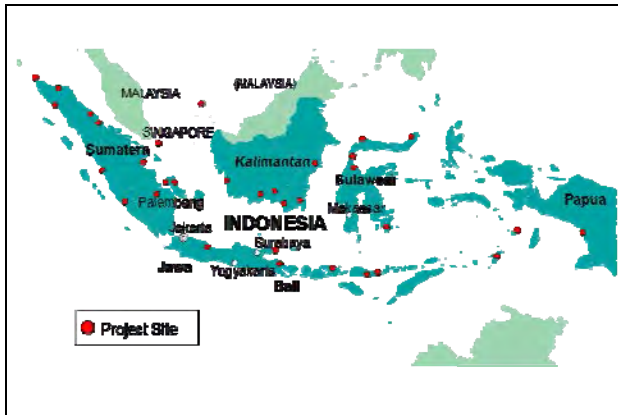 MALAYSIA
(MALAYSIA)
SINGAPORE
Sumatera
Kalimantan
Sulawesi
Papua
Palembang
Makassar
INDONESIA
Jakarta
Surabaya
Jawa
Yogyakarta
Bali
Project Site